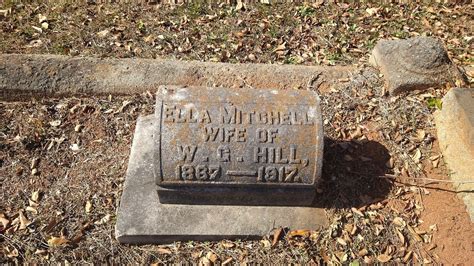 ELLA MITCHELL
WIFE OF
W. G. HILL,
1887 — 1917.